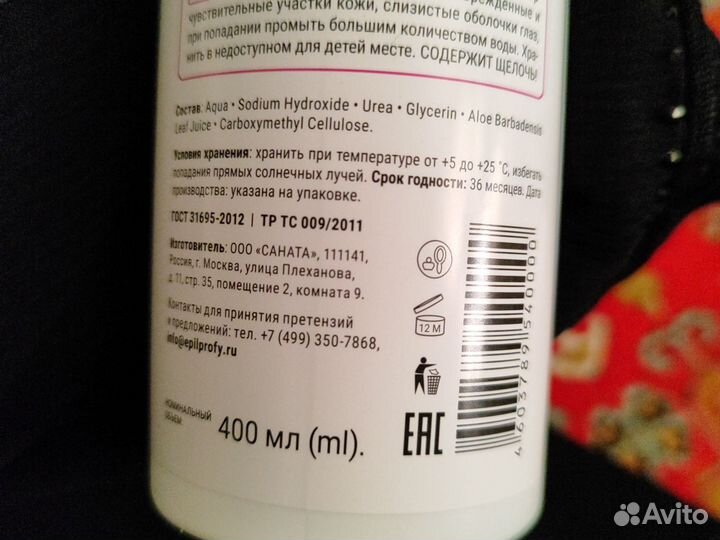 врежденные и
чувствительные участки кожи, слизистые оболочки глаз,
при попадании промыть большим количеством воды. Хра-
нить в недоступном для детей месте. СОДЕРЖИТ ЩЕЛОЧЬ!
Состав: Aqua • Sodium Hydroxide • Urea • Glycerin • Aloe Barbadensis
Leaf Juice • Carboxymethyl Cellulose.
Условия хранения: хранить при температуре от +5 до +25 °С, избегать
попадания прямых солнечных лучей. Срок годности: 36 месяцев. Дата
производства: указана на упаковке.
ГОСТ 31695-2012 | ТР ТС 009/2011
Изготовитель: ООО «САНАТА», 111141,
Россия, г. Москва, улица Плеханова,
д. 11, стр. 35, помещение 2, комната 9.
Контакты для принятия претензий
и предложений: тел. +7 (499) 350-7868,
info@epilprofy.ru
12 M
НОМИНАЛЬНЫЙ
ОБЪЕМ
400 мл (ml).
EAC
4603789540000
Avito